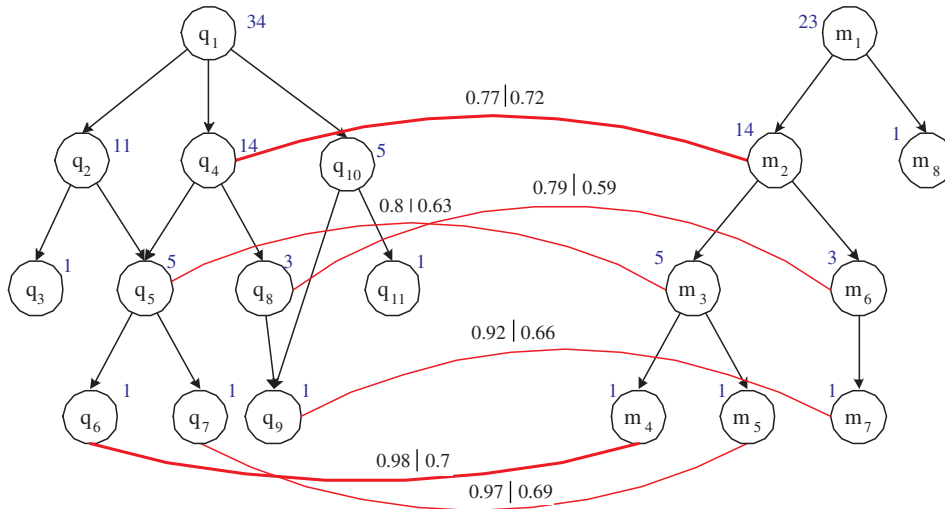 q1 34 23 m1
0.77|0.72
q2 11 q4 14 q10 5 14 m2 1 m8
0.79|0.59
0.8|0.63
q3 1 q5 5 q8 3 q11 1 5 m3 3 m6
0.92|0.66
q6 1 q7 1 q9 1 1 m4 1 m5 1 m7
0.98|0.7
0.97|0.69